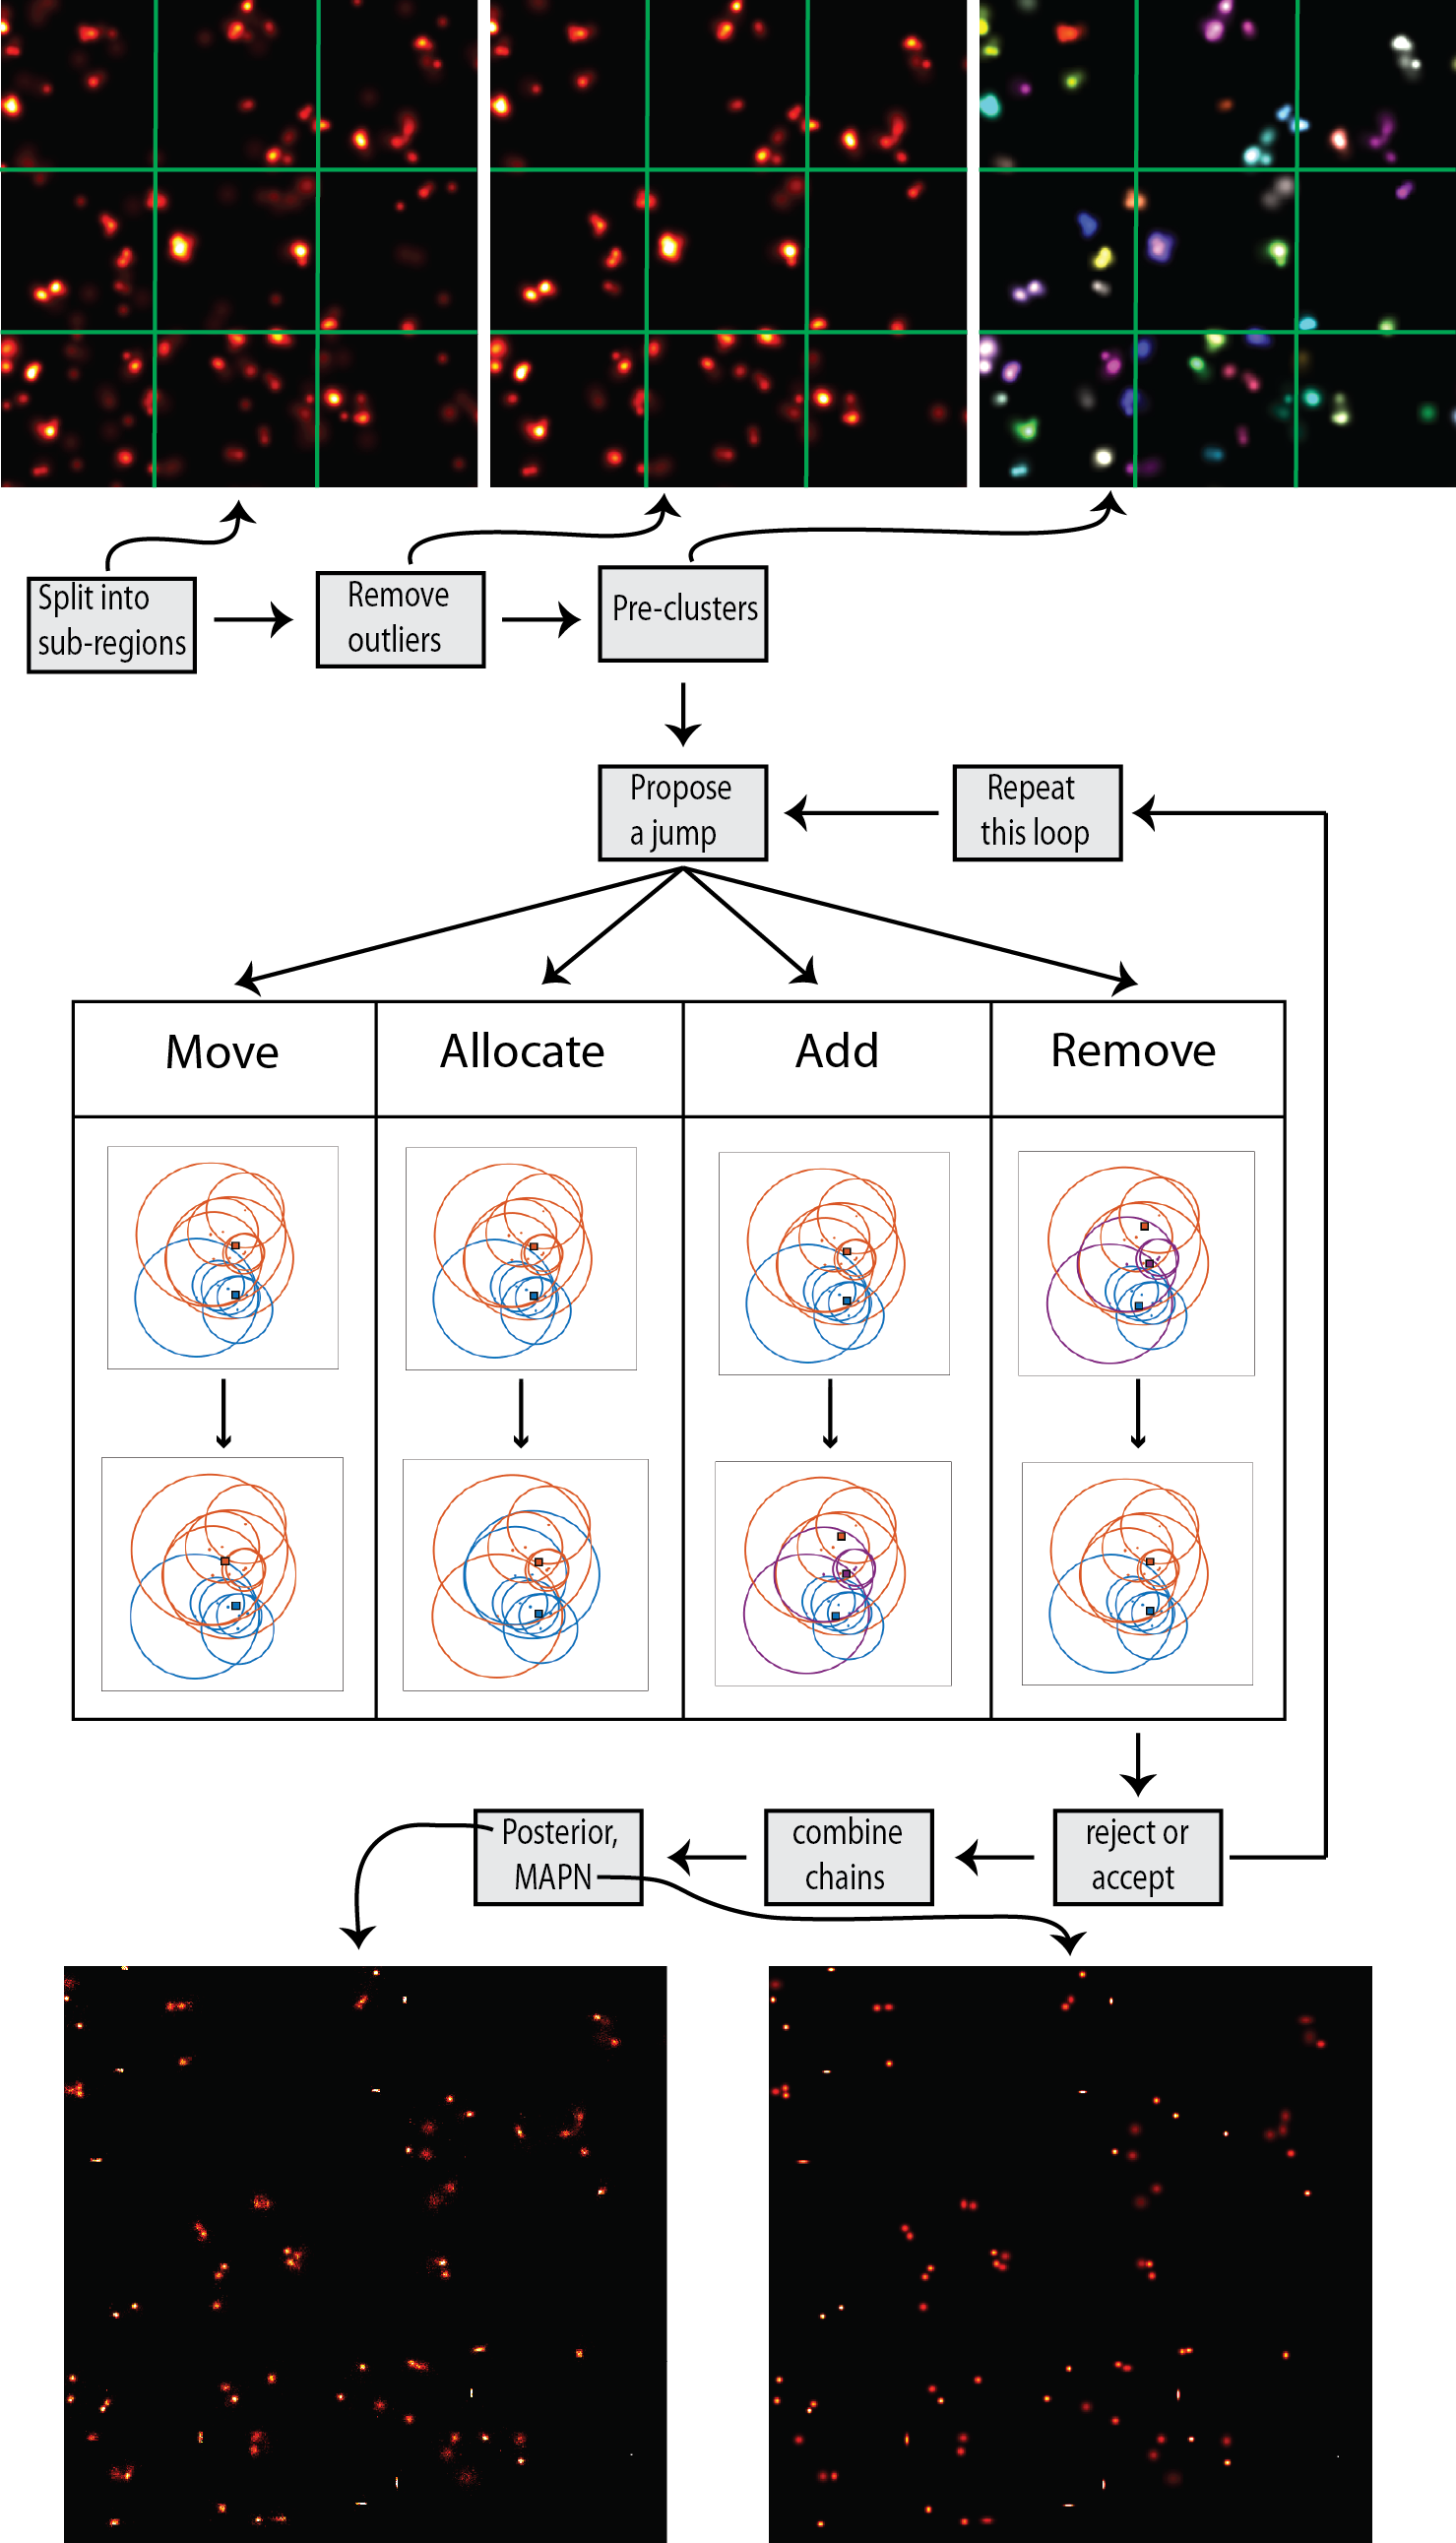 Split into
sub-regions
Remove
outliers
Pre-clusters
Propose
a jump
Repeat
this loop
Move
Allocate
Add
Remove
Posterior,
MAPN
combine
chains
reject or
accept